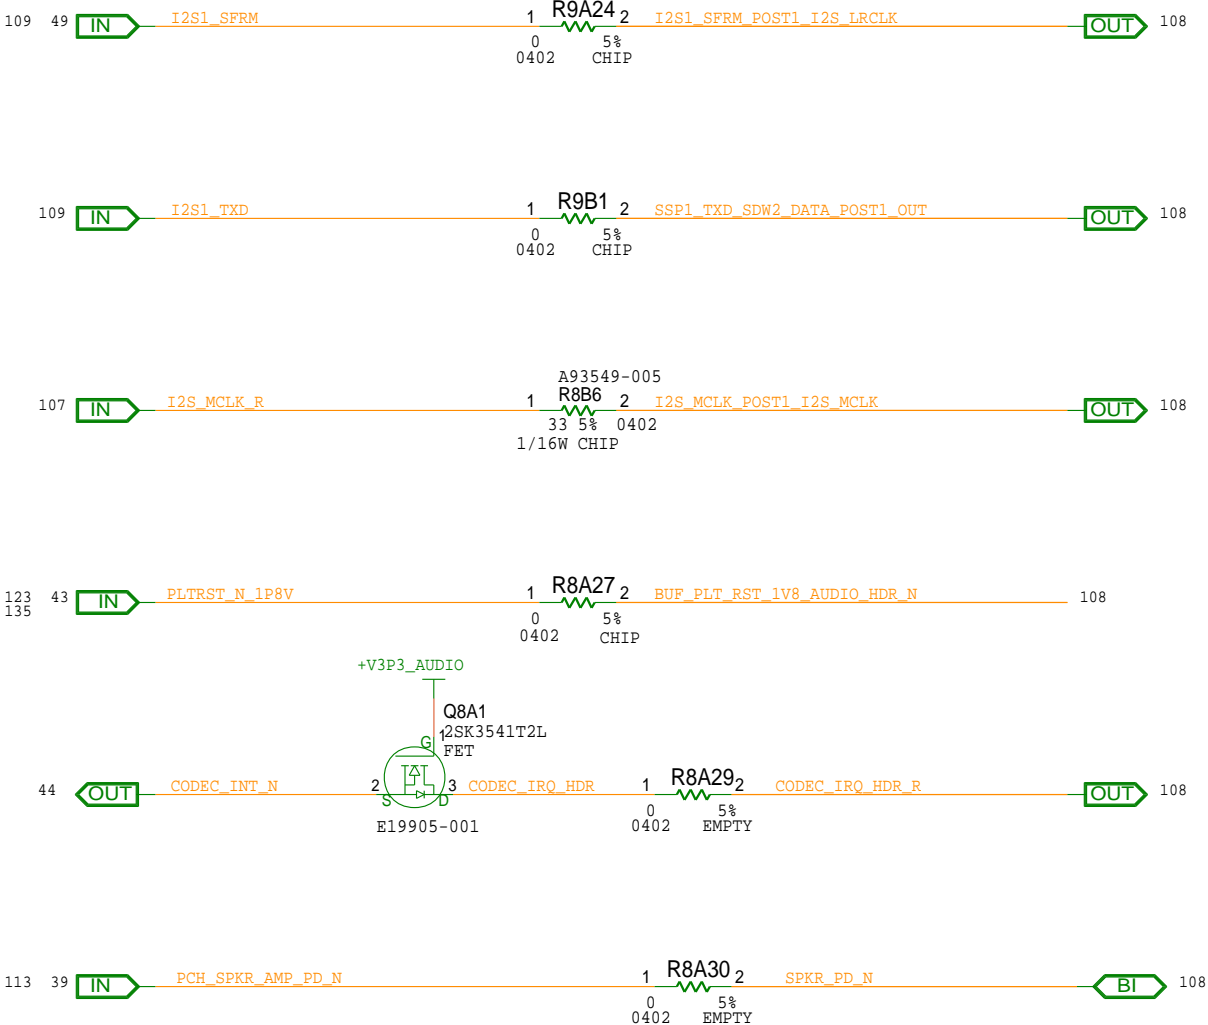 109 49 IN I2S1_SFRM 1 R9A24 2 I2S1_SFRM_POST1_I2S_LRCLK OUT 108
0 5%
0402 CHIP
109 IN I2S1_TXD 1 R9B1 2 SSP1_TXD_SDW2_DATA_POST1_OUT OUT 108
0 5%
0402 CHIP
A93549-005
107 IN I2S_MCLK_R 1 R8B6 2 I2S_MCLK_POST1_I2S_MCLK OUT 108
33 5% 0402
1/16W CHIP
123 43 IN PLTRST_N_1P8V 1 R8A27 2 BUF_PLT_RST_1V8_AUDIO_HDR_N 108
135
0 5%
0402 CHIP
+V3P3_AUDIO
Q8A1
1 2SK3541T2L
G FET
44 OUT CODEC_INT_N 2 S D 3 CODEC_IRQ_HDR 1 R8A29 2 CODEC_IRQ_HDR_R OUT 108
0 5%
E19905-001 0402 EMPTY
113 39 IN PCH_SPKR_AMP_PD_N 1 R8A30 2 SPKR_PD_N BI 108
0 5%
0402 EMPTY